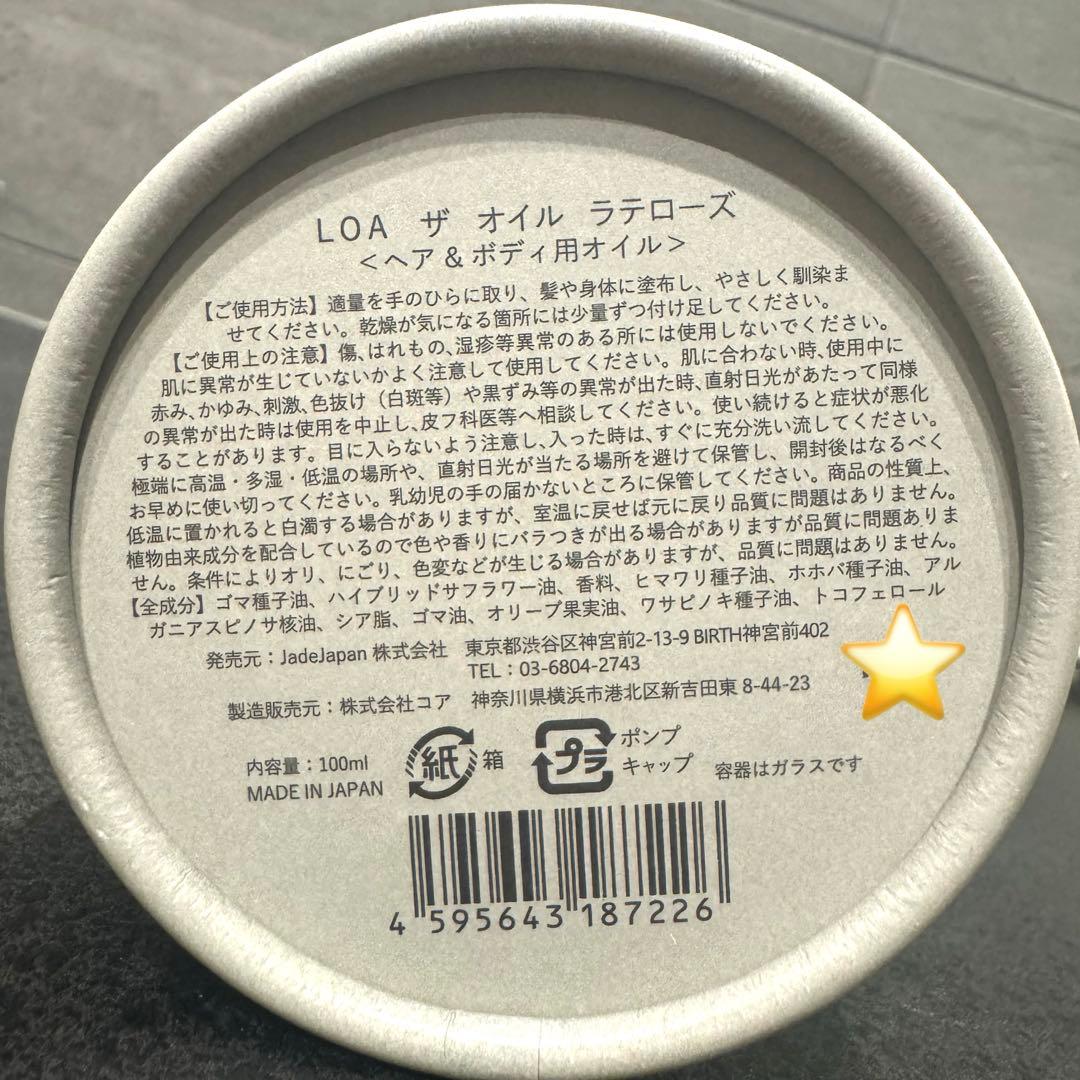 LOA ザ オイル ラテローズ
＜ヘア＆ボディ用オイル＞
【ご使用方法】適量を手のひらに取り、髪や身体に塗布し、やさしく馴染ま
せてください。乾燥が気になる箇所には少量ずつ付け足してください。
【ご使用上の注意】傷、はれもの、湿疹等異常のある所には使用しないでください。
肌に異常が生じていないかよく注意して使用してください。肌に合わない時、使用中に
赤み、かゆみ、刺激、色抜け（白斑等）や黒ずみ等の異常が出た時、直射日光があたって同様
の異常が出た時は使用を中止し、皮フ科医等へ相談してください。使い続けると症状が悪化
することがあります。目に入らないよう注意し、入った時は、すぐに充分洗い流してください。
極端に高温・多湿・低温の場所や、直射日光が当たる場所を避けて保管し、開封後はなるべく
お早めに使い切ってください。乳幼児の手の届かないところに保管してください。商品の性質上、
低温に置かれると白濁する場合がありますが、室温に戻せば元に戻り品質に問題はありません。
植物由来成分を配合しているので色や香りにバラつきが出る場合がありますが品質に問題ありま
せん。条件によりオリ、にごり、色変などが生じる場合がありますが、品質に問題はありません。
【全成分】ゴマ種子油、ハイブリッドサフラワー油、香料、ヒマワリ種子油、ホホバ種子油、アル
ガニアスピノサ核油、シア脂、ゴマ油、オリーブ果実油、ワサビノキ種子油、トコフェロール
発売元：JadeJapan 株式会社 東京都渋谷区神宮前2-13-9 BIRTH神宮前402
TEL：03-6804-2743
製造販売元：株式会社コア 神奈川県横浜市港北区新吉田東 8-44-23
内容量：100ml
MADE IN JAPAN
紙 箱
プラ ポンプ
キャップ
容器はガラスです
4 595643 187226